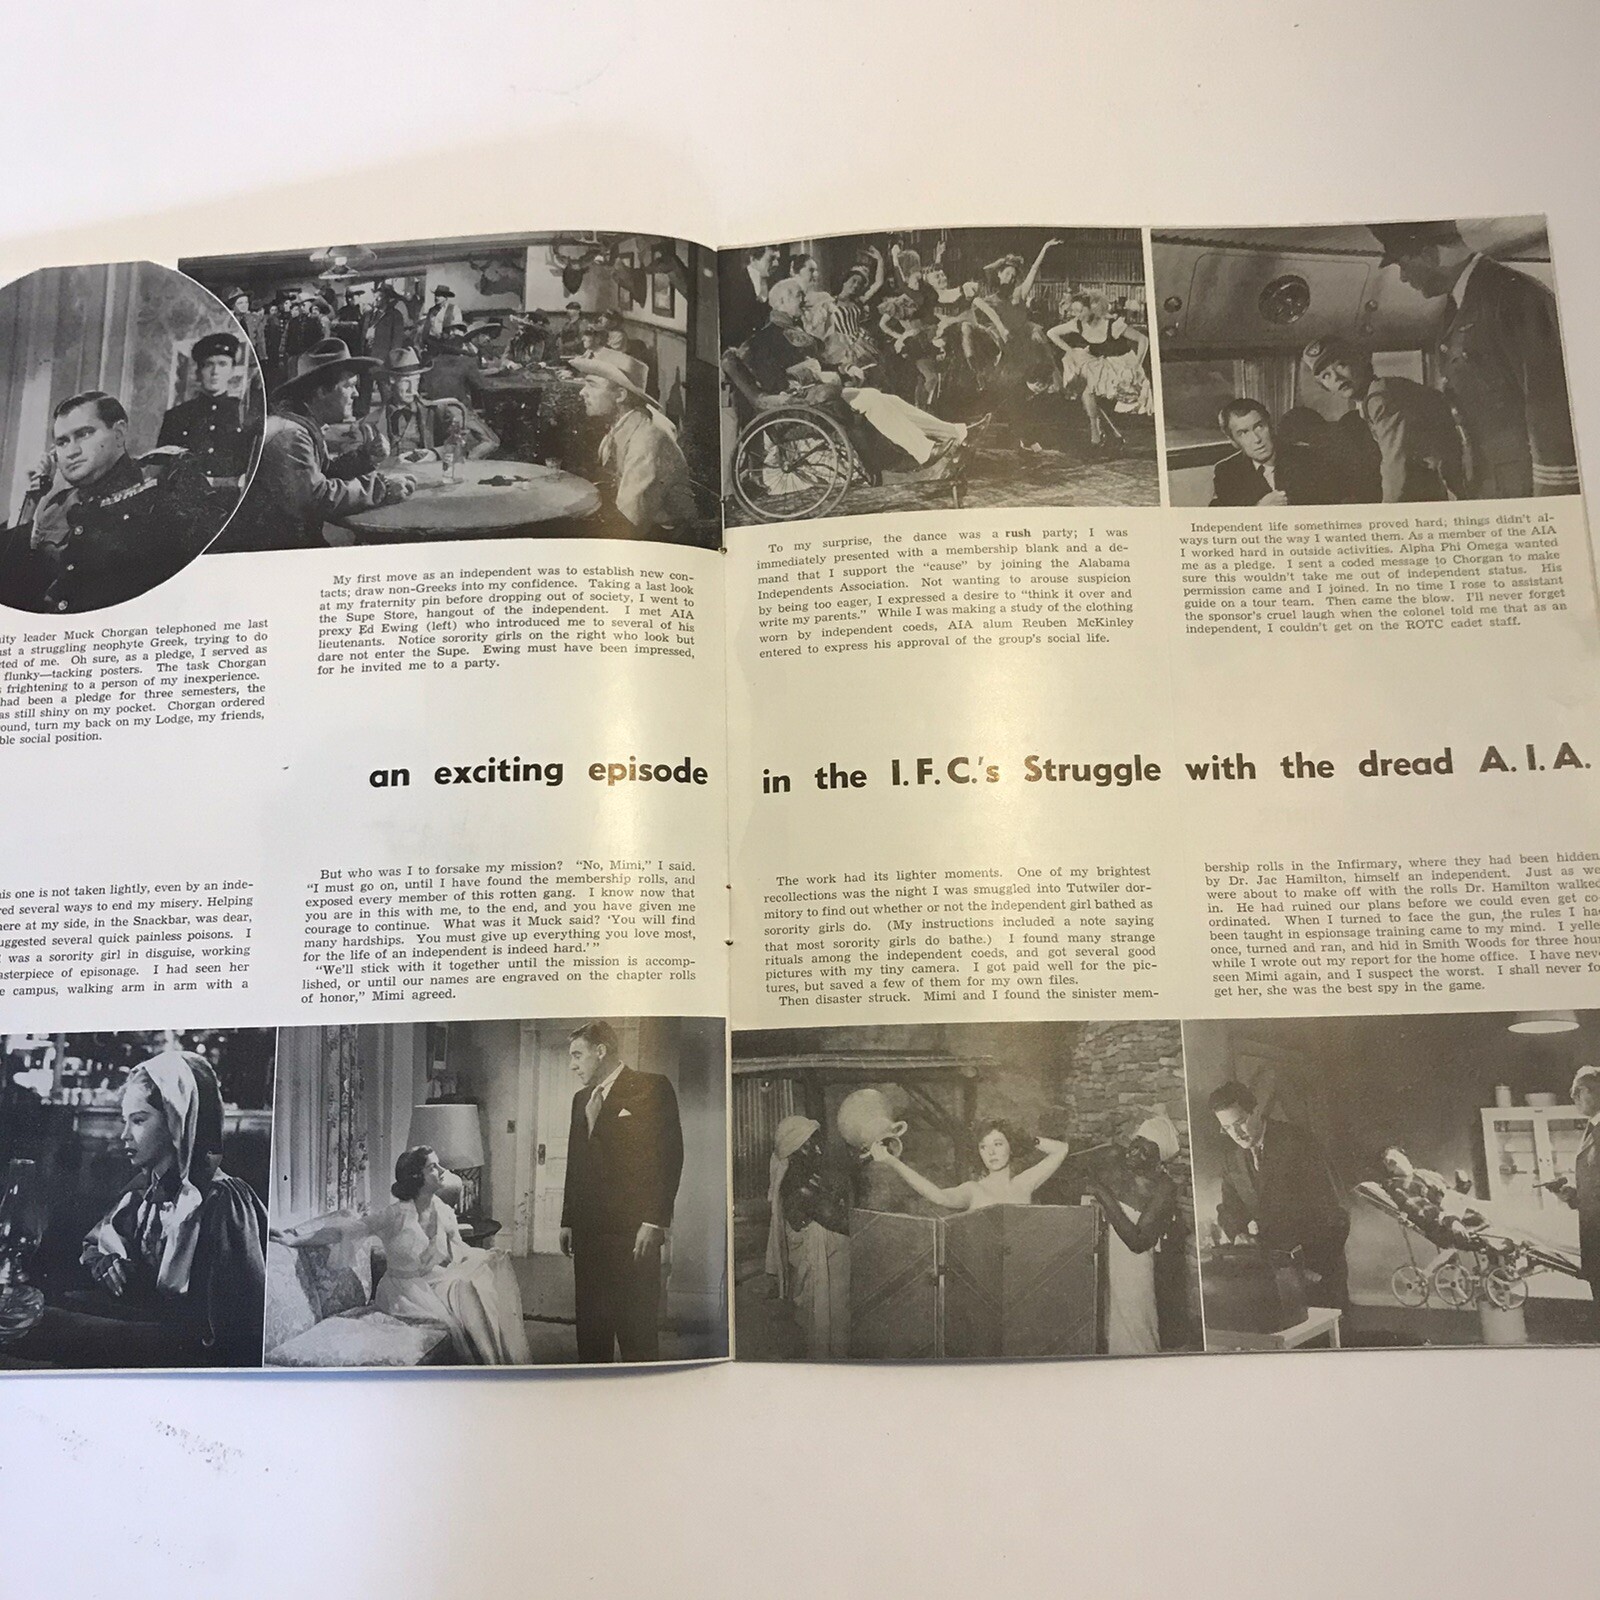 ity leader Muck Chorgan telephoned me last
st a struggling neophyte Greek, trying to do
ted of me. Oh sure, as a pledge, I served as
flunky—tacking posters. The task Chorgan
frightening to a person of my inexperience.
had been a pledge for three semesters, the
as still shiny on my pocket. Chorgan ordered
ound, turn my back on my Lodge, my friends,
ble social position.
My first move as an independent was to establish new con-
tacts; draw non-Greeks into my confidence. Taking a last look
at my fraternity pin before dropping out of society, I went to
the Supe Store, hangout of the independent. I met AIA
prexy Ed Ewing (left) who introduced me to several of his
lieutenants. Notice sorority girls on the right who look but
dare not enter the Supe. Ewing must have been impressed,
for he invited me to a party.
To my surprise, the dance was a rush party; I was
immediately presented with a membership blank and a de-
mand that I support the "cause" by joining the Alabama
Independents Association. Not wanting to arouse suspicion
by being too eager, I expressed a desire to "think it over and
write my parents." While I was making a study of the clothing
worn by independent coeds, AIA alum Reuben McKinley
entered to express his approval of the group's social life.
Independent life somethimes proved hard; things didn't al-
ways turn out the way I wanted them. As a member of the AIA
I worked hard in outside activities. Alpha Phi Omega wanted
me as a pledge. I sent a coded message to Chorgan to make
sure this wouldn't take me out of independent status. His
permission came and I joined. In no time I rose to assistant
guide on a tour team. Then came the blow. I'll never forget
the sponsor's cruel laugh when the colonel told me that as an
independent, I couldn't get on the ROTC cadet staff.
an exciting episode in the I.F.C.'s Struggle with the dread A.I.A.
is one is not taken lightly, even by an inde-
red several ways to end my misery. Helping
ere at my side, in the Snackbar, was dear,
uggested several quick painless poisons. I
was a sorority girl in disguise, working
asterpiece of episonage. I had seen her
e campus, walking arm in arm with a
But who was I to forsake my mission? "No, Mimi," I said.
"I must go on, until I have found the membership rolls, and
exposed every member of this rotten gang. I know now that
you are in this with me, to the end, and you have given me
courage to continue. What was it Muck said? 'You will find
many hardships. You must give up everything you love most,
for the life of an independent is indeed hard.'"
"We'll stick with it together until the mission is accomp-
lished, or until our names are engraved on the chapter rolls
of honor," Mimi agreed.
The work had its lighter moments. One of my brightest
recollections was the night I was smuggled into Tutwiler dor-
mitory to find out whether or not the independent girl bathed as
sorority girls do. (My instructions included a note saying
that most sorority girls do bathe.) I found many strange
rituals among the independent coeds, and got several good
pictures with my tiny camera. I got paid well for the pic-
tures, but saved a few of them for my own files.
Then disaster struck. Mimi and I found the sinister mem-
bership rolls in the Infirmary, where they had been hidden
by Dr. Jac Hamilton, himself an independent. Just as we
were about to make off with the rolls Dr. Hamilton walked
in. He had ruined our plans before we could even get co-
ordinated. When I turned to face the gun, the rules I ha
been taught in espionage training came to my mind. I yelle
once, turned and ran, and hid in Smith Woods for three hour
while I wrote out my report for the home office. I have neve
seen Mimi again, and I suspect the worst. I shall never fo
get her, she was the best spy in the game.